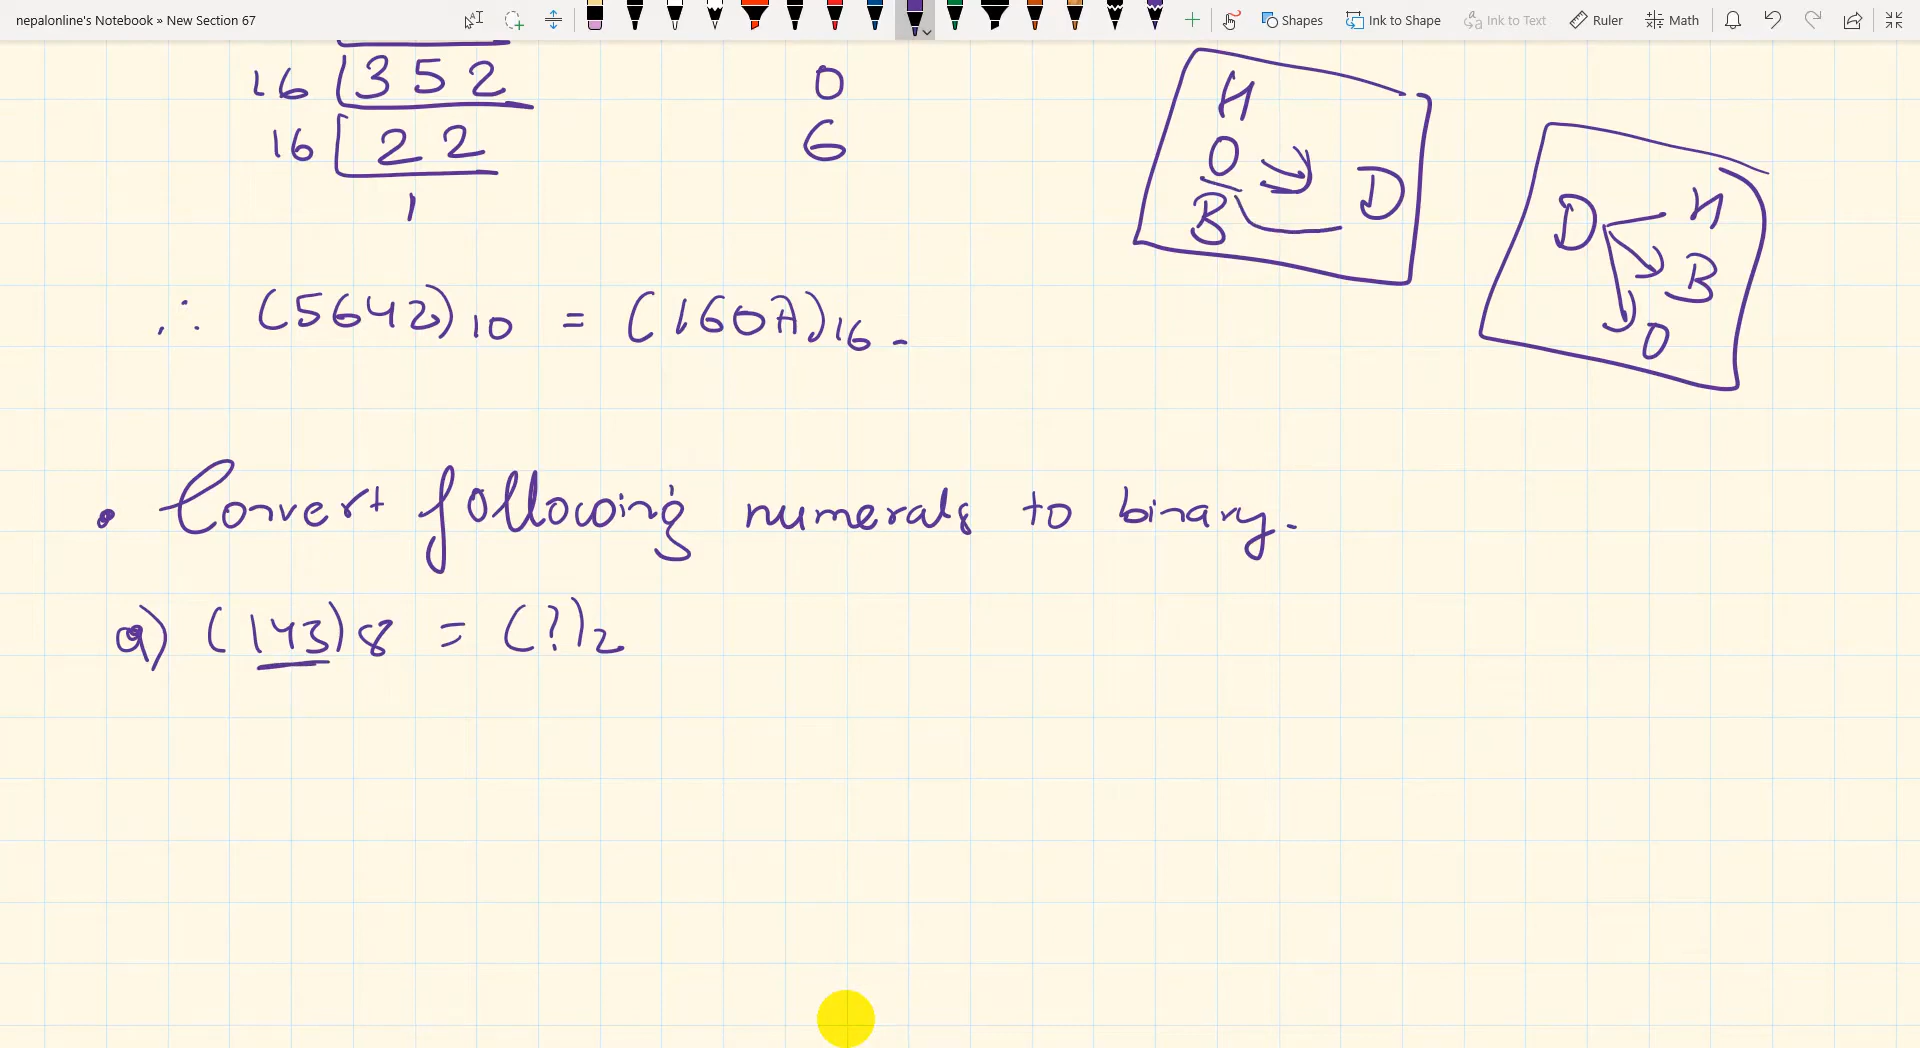 nepalonline's Notebook » New Section 67
Shapes
Ink to Shape
Ink to Text
Ruler
Math
16 352 0
16 22 6
1
H
O
B
D
D
H
B
O
∴ (5642)10 = (160A)16.
• Convert following numerals to binary.
a) (143)8 = (?)2